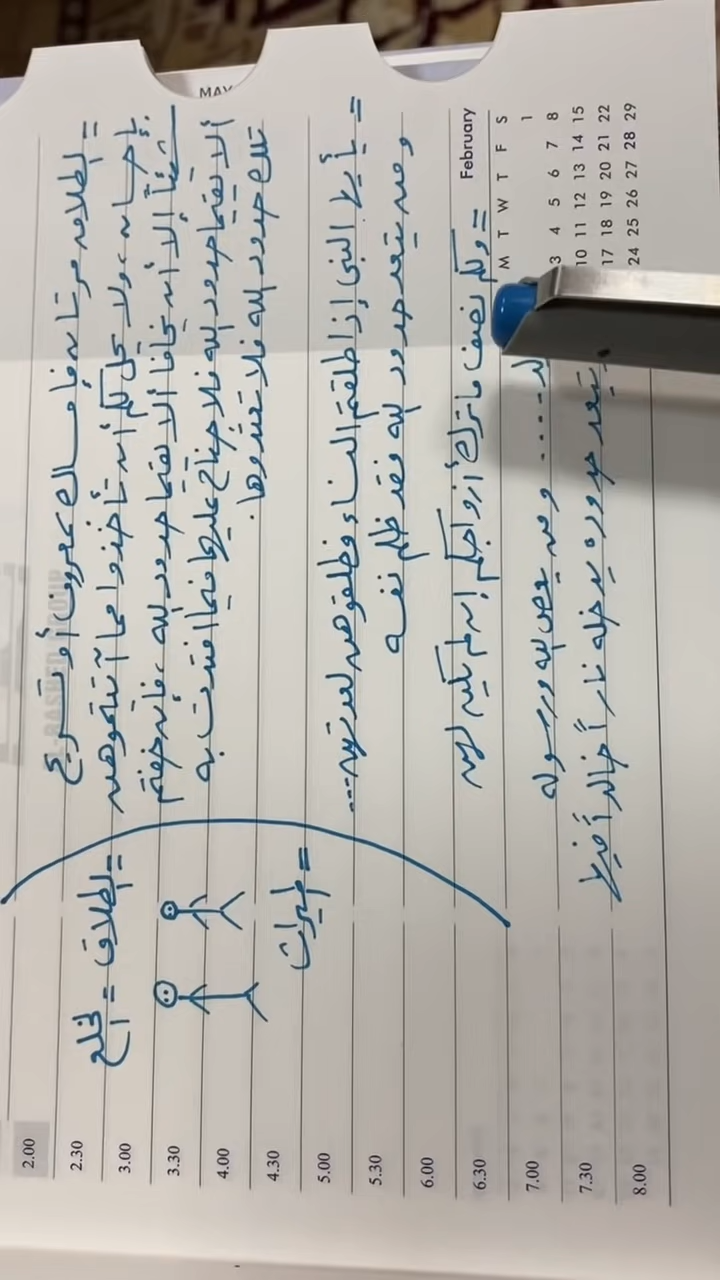 MAY
= الطلاق مرتان فإمساك بمعروف أو تسريح
بإحسان، ولا يحل لكم أن تأخذوا مما آتيتموهن
شيئاً إلا أن يخافا ألا يقيما حدود الله، فإن خفتم
ألا يقيما حدود الله فلا جناح عليهما فيما افتدت به
تلك حدود الله فلا تعتدوها.
= يأيها النبي إذا طلقتم النساء فطلقوهن لعدتهن...
ومن يتعد حدود الله فقد ظلم نفسه
= ولكم نصف ما ترك أزواجكم إن لم يكن لهن
ولد .... ومن يعص الله ورسوله
يتعد حدوده يدخله ناراً خالداً فيها
خلع = الطلاق =
ميراث =
February
M T W T F S
1
3 4 5 6 7 8
10 11 12 13 14 15
17 18 19 20 21 22
24 25 26 27 28 29
2.00
2.30
3.00
3.30
4.00
4.30
5.00
5.30
6.00
6.30
7.00
7.30
8.00